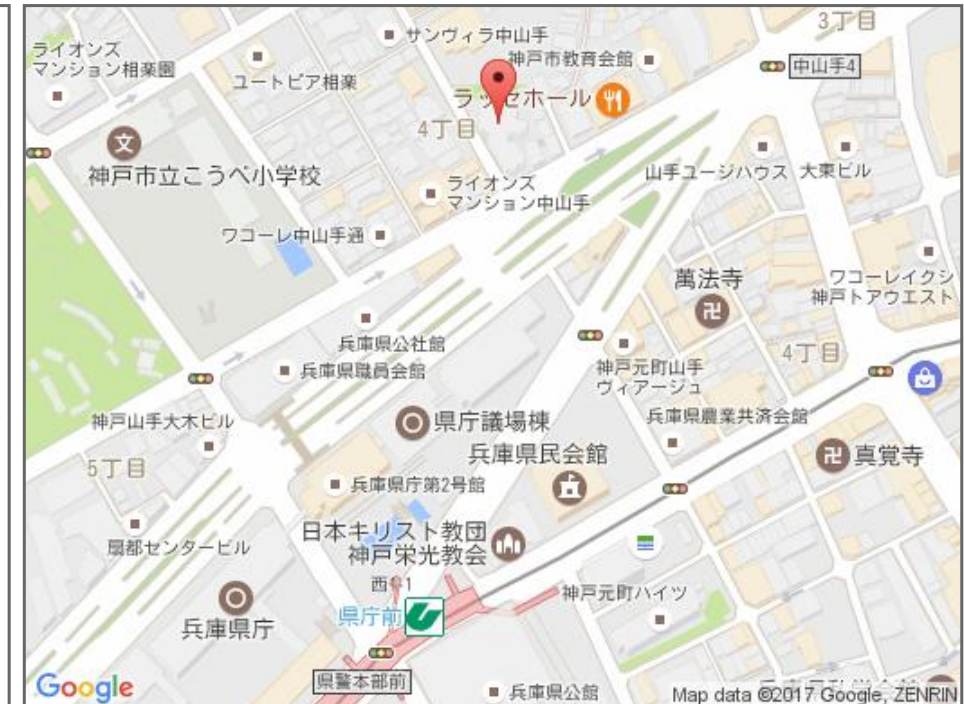 3丁目
ライオンズ
マンション相楽園
サンヴィラ中山手
神戸市教育会館
中山手4
ユートピア相楽
ラッセホール
4丁目
神戸市立こうべ小学校
山手ユージハウス
大東ビル
ライオンズ
マンション中山手
ワコーレ中山手通
萬法寺
ワコーレイクシ
神戸トアウエスト
兵庫県公社館
兵庫県職員会館
4丁目
神戸元町山手
ヴィアージュ
神戸山手大木ビル
県庁議場棟
兵庫県農業共済会館
兵庫県民会館
5丁目
真覚寺
兵庫県庁第2号館
日本キリスト教団
神戸栄光教会
扇都センタービル
神戸元町ハイツ
県庁前
兵庫県庁
県警本部前
兵庫県公館
Google
Map data ©2017 Google, ZENRIN